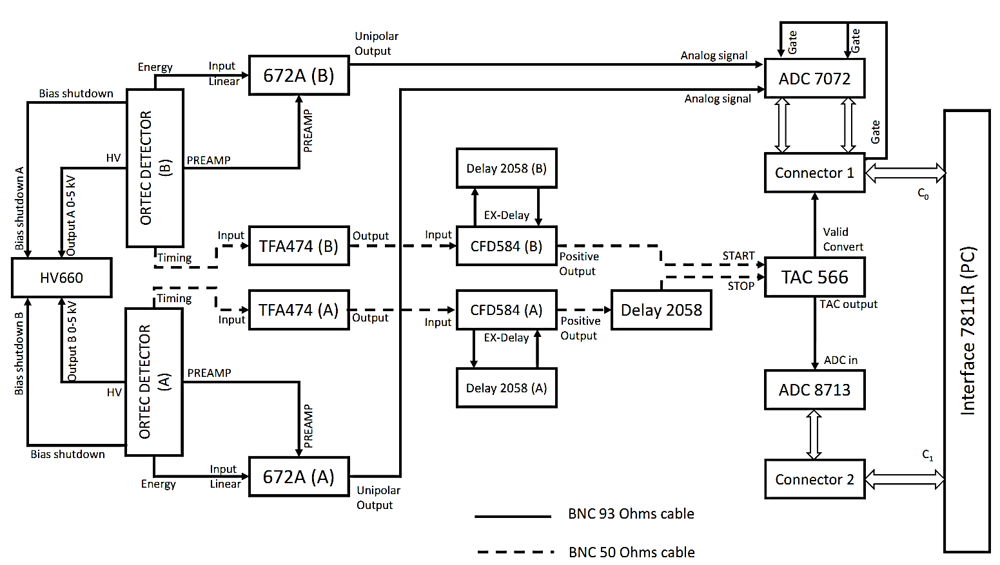 Unipolar
Output
Energy
Input
Linear
672A (B)
Analog signal
Gate
Gate
ADC 7072
Analog signal
Bias shutdown
ORTEC DETECTOR
(B)
PREAMP
PREAMP
HV
Bias shutdown A
Output A 0-5 kV
Gate
Delay 2058 (B)
Connector 1
C0
EX-Delay
Input
TFA474 (B)
Output
Input
CFD584 (B)
Positive
Output
Valid
Convert
START
Timing
HV660
TAC 566
STOP
TAC output
Timing
Input
TFA474 (A)
Output
Input
CFD584 (A)
Positive
Output
Delay 2058
EX-Delay
Interface 7811R (PC)
Bias shutdown B
Output B 0-5 kV
ORTEC DETECTOR
(A)
PREAMP
HV
ADC in
ADC 8713
Delay 2058 (A)
PREAMP
Bias shutdown
Energy
Input
Linear
672A (A)
Unipolar
Output
C1
Connector 2
BNC 93 Ohms cable
BNC 50 Ohms cable